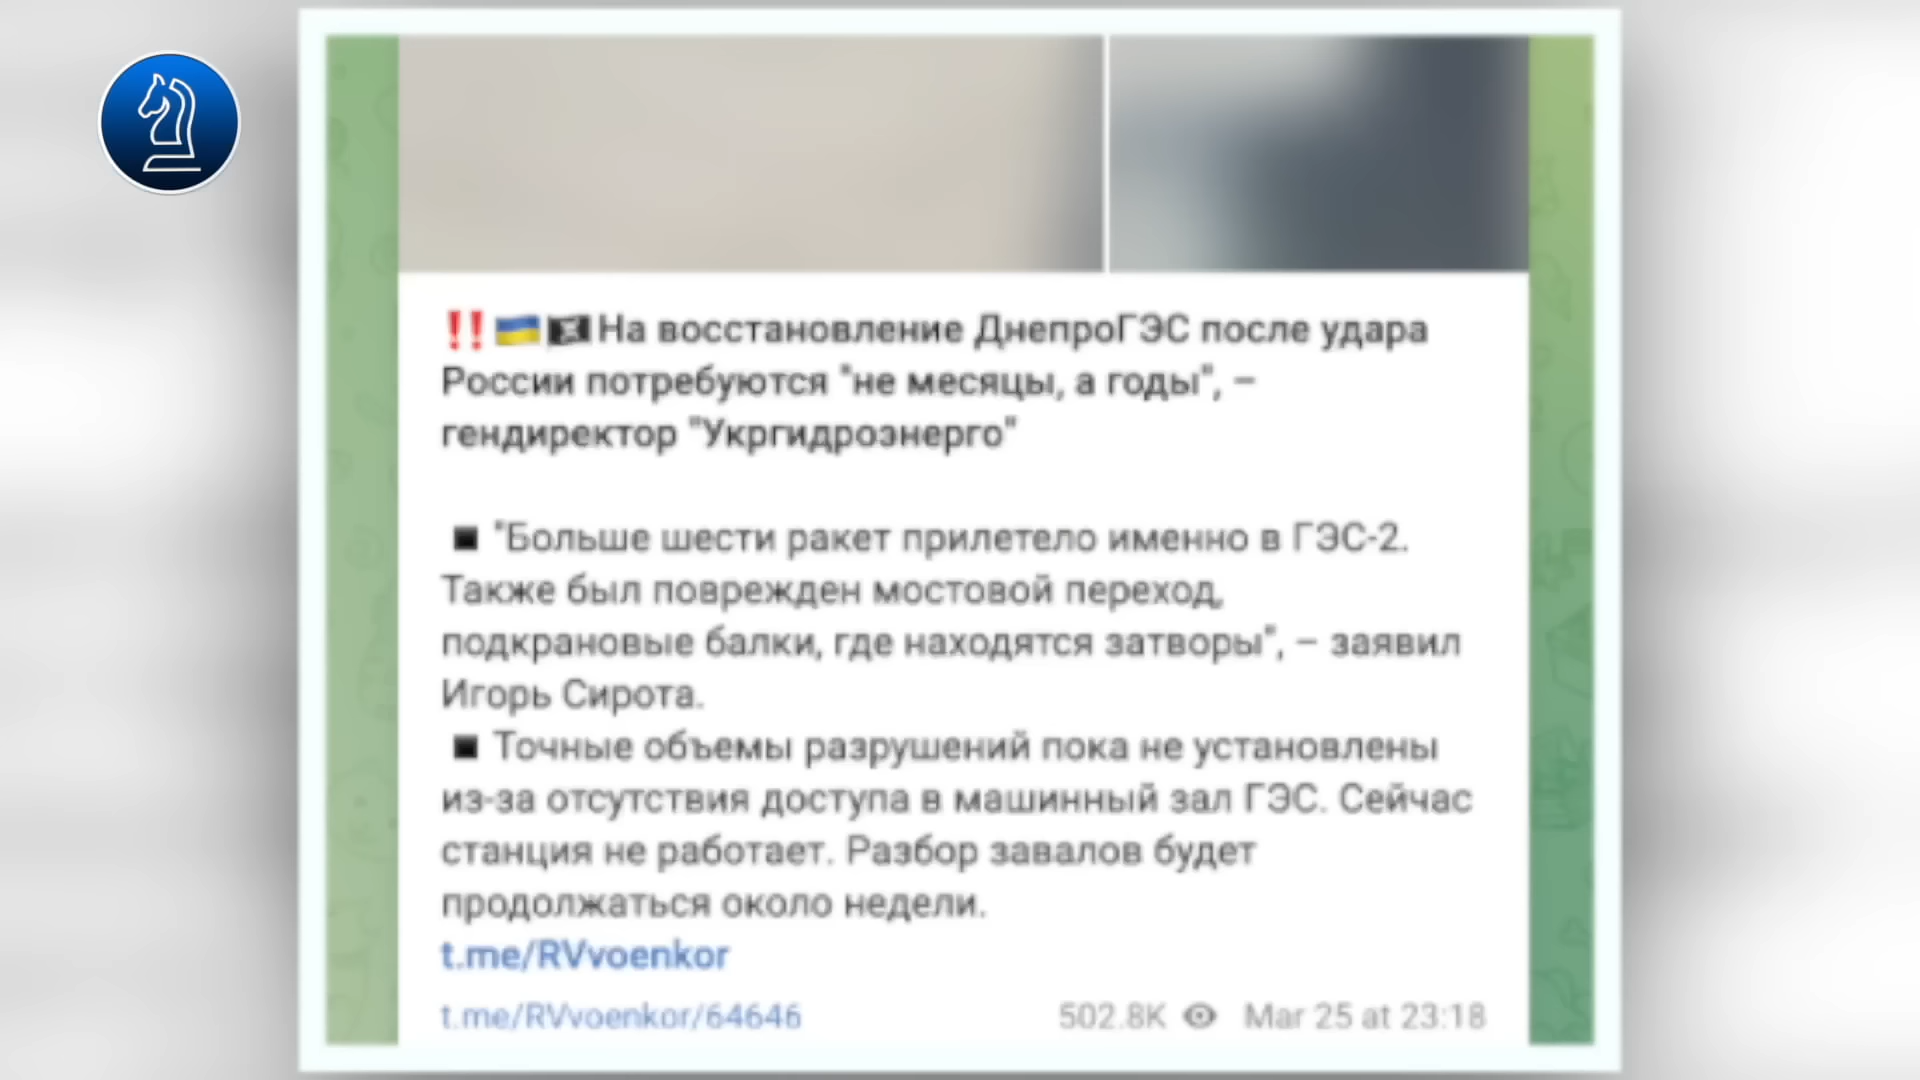 ‼️🇺🇦🏴‍☠️На восстановление ДнепроГЭС после удара
России потребуются "не месяцы, а годы", –
гендиректор "Укргидроэнерго"
▪️ "Больше шести ракет прилетело именно в ГЭС-2.
Также был поврежден мостовой переход,
подкрановые балки, где находятся затворы", – заявил
Игорь Сирота.
▪️ Точные объемы разрушений пока не установлены
из-за отсутствия доступа в машинный зал ГЭС. Сейчас
станция не работает. Разбор завалов будет
продолжаться около недели.
t.me/RVvoenkor
t.me/RVvoenkor/64646 502.8K Mar 25 at 23:18